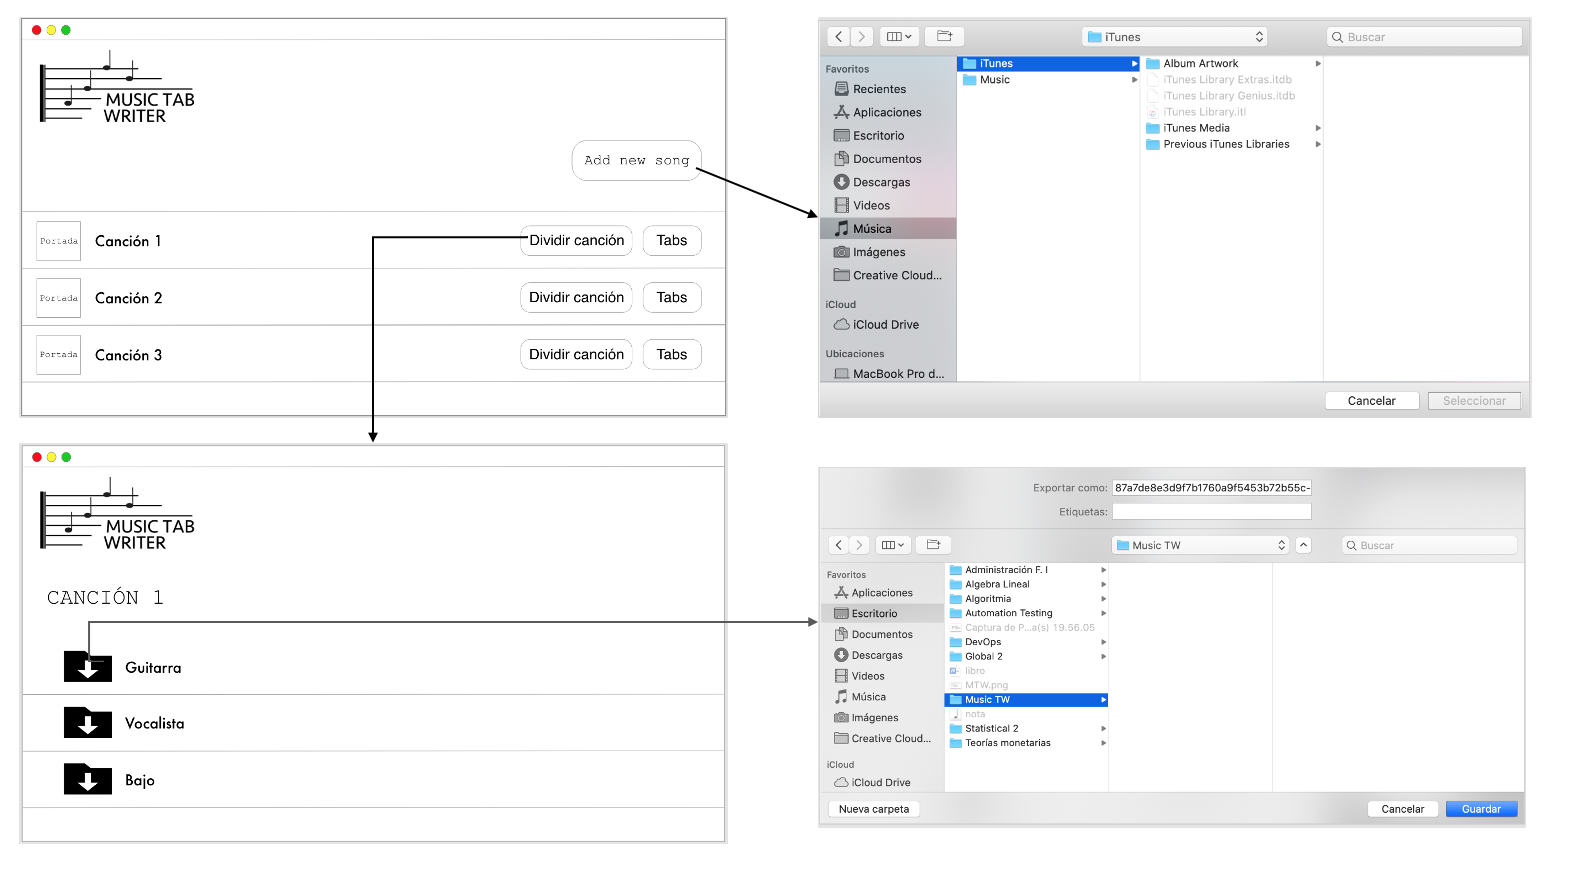 MUSIC TAB
WRITER
Add new song
Portada
Canción 1
Dividir canción
Tabs
Portada
Canción 2
Dividir canción
Tabs
Portada
Canción 3
Dividir canción
Tabs
iTunes
Buscar
Favoritos
Recientes
Aplicaciones
Escritorio
Documentos
Descargas
Videos
Música
Imágenes
Creative Cloud...
iCloud
iCloud Drive
Ubicaciones
MacBook Pro d...
iTunes
Music
Album Artwork
iTunes Library Extras.itdb
iTunes Library Genius.itdb
iTunes Library.itl
iTunes Media
Previous iTunes Libraries
Cancelar
Seleccionar
MUSIC TAB
WRITER
CANCIÓN 1
Guitarra
Vocalista
Bajo
Exportar como: 87a7de8e3d9f7b1760a9f5453b72b55c-
Etiquetas:
Music TW
Buscar
Favoritos
Aplicaciones
Escritorio
Documentos
Descargas
Videos
Música
Imágenes
Creative Cloud...
iCloud
iCloud Drive
Administración F. I
Algebra Lineal
Algoritmia
Automation Testing
Captura de P...a(s) 19.56.05
DevOps
Global 2
libro
MTW.png
Music TW
nota
Statistical 2
Teorías monetarias
Nueva carpeta
Cancelar
Guardar